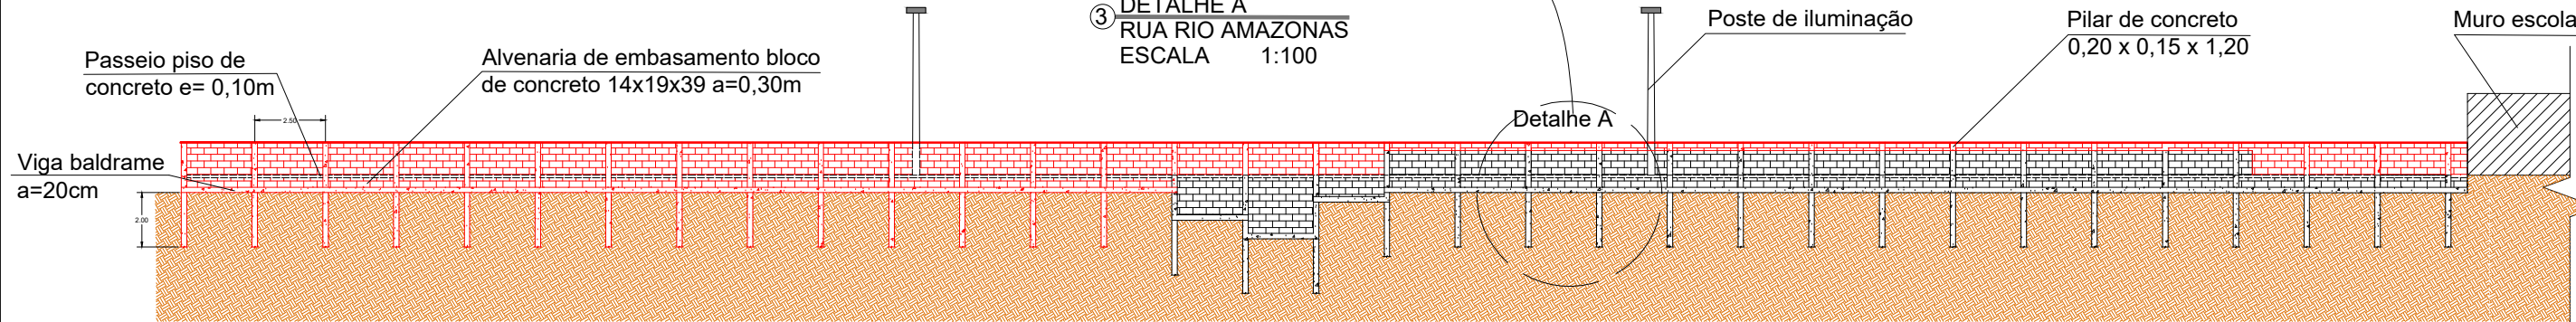 DETALHE A
3
RUA RIO AMAZONAS
ESCALA 1:100
Passeio piso de
concreto e= 0,10m
Alvenaria de embasamento bloco
de concreto 14x19x39 a=0,30m
Poste de iluminação
Pilar de concreto
0,20 x 0,15 x 1,20
Muro escola
Detalhe A
2.50
Viga baldrame
a=20cm
2.00